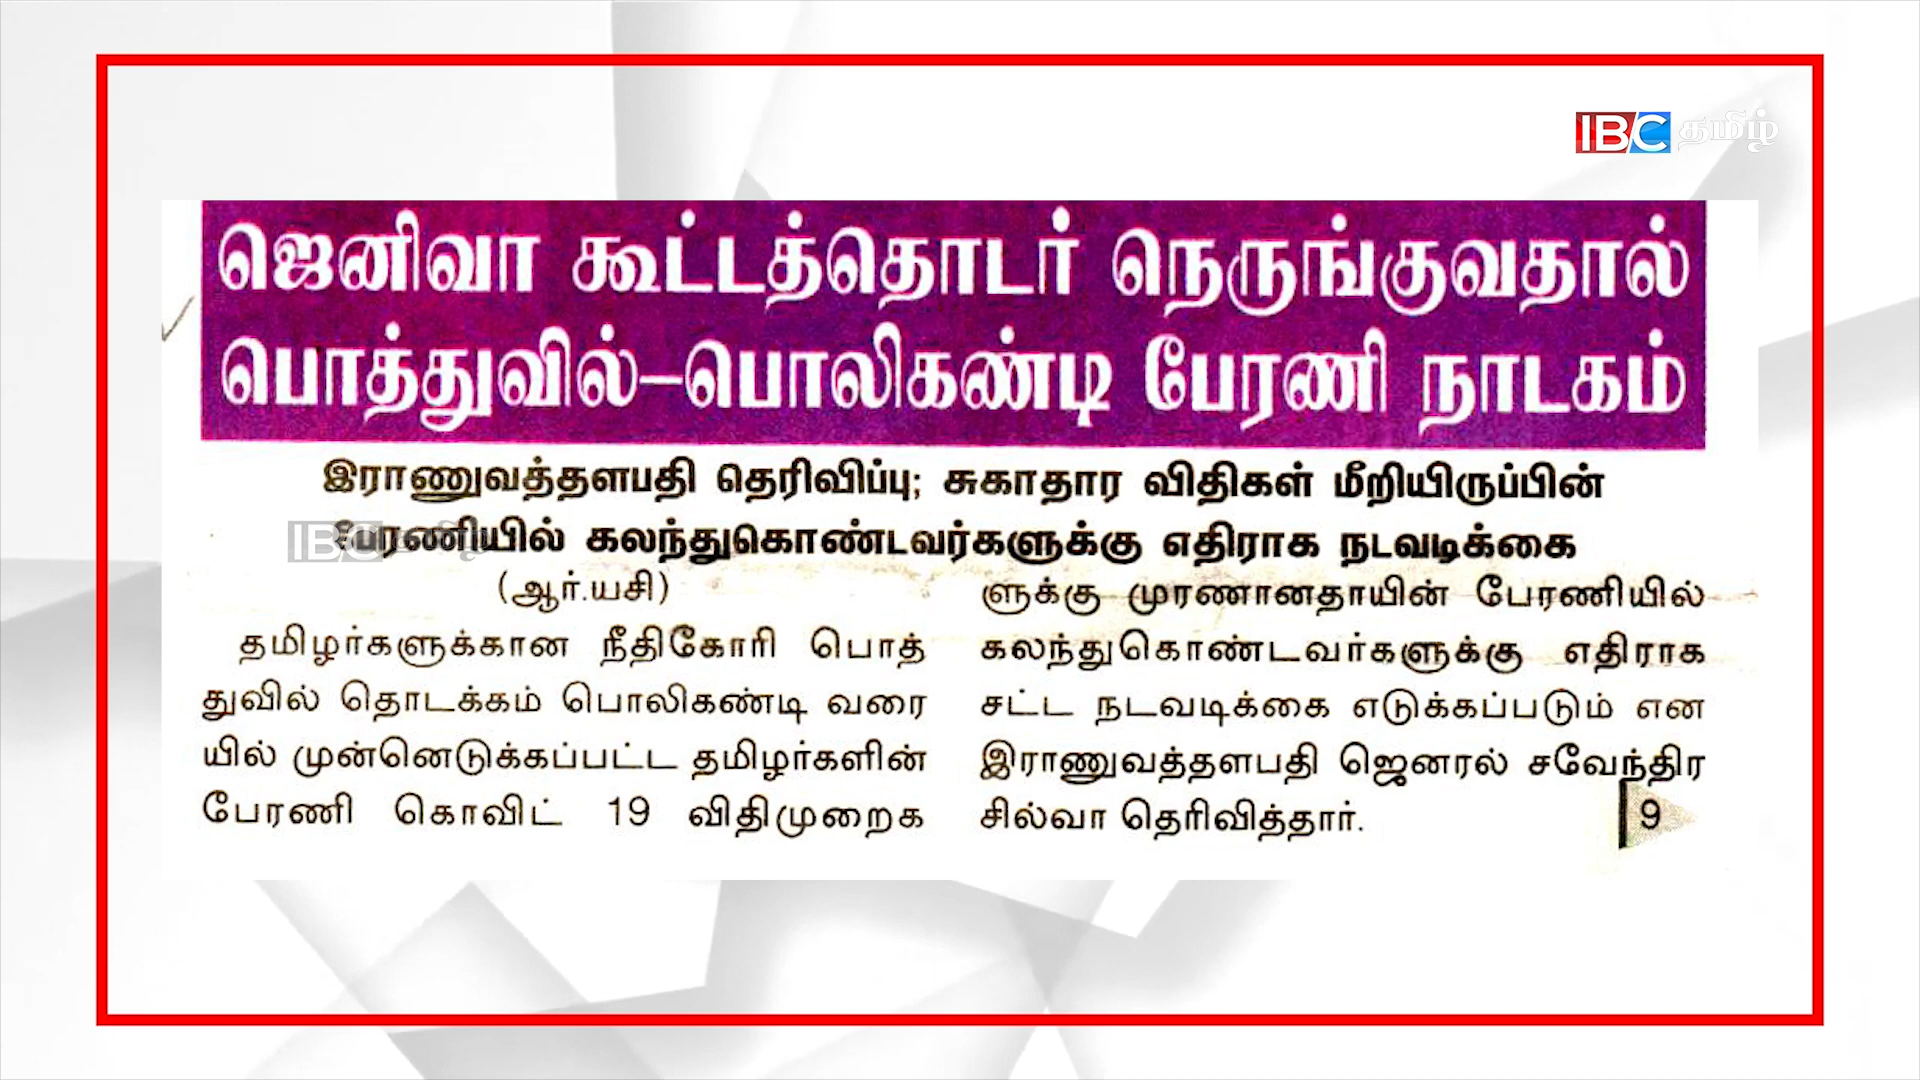 IBC தமிழ்
ஜெனிவா கூட்டத்தொடர் நெருங்குவதால்
பொத்துவில்–பொலிகண்டி பேரணி நாடகம்
இராணுவத்தளபதி தெரிவிப்பு; சுகாதார விதிகள் மீறியிருப்பின்
பேரணியில் கலந்துகொண்டவர்களுக்கு எதிராக நடவடிக்கை
IBC தமிழ்
(ஆர்.யசி)
தமிழர்களுக்கான நீதிகோரி பொத்
துவில் தொடக்கம் பொலிகண்டி வரை
யில் முன்னெடுக்கப்பட்ட தமிழர்களின்
பேரணி கொவிட் 19 விதிமுறைக
ளுக்கு முரணானதாயின் பேரணியில்
கலந்துகொண்டவர்களுக்கு எதிராக
சட்ட நடவடிக்கை எடுக்கப்படும் என
இராணுவத்தளபதி ஜெனரல் சவேந்திர
சில்வா தெரிவித்தார்.
9